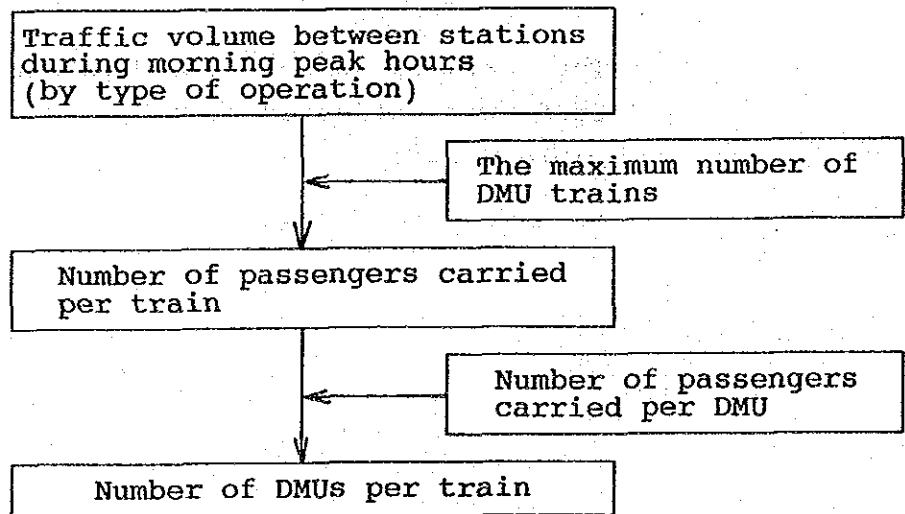 Traffic volume between stations
during morning peak hours
(by type of operation)
The maximum number of
DMU trains
Number of passengers carried
per train
Number of passengers
carried per DMU
Number of DMUs per train